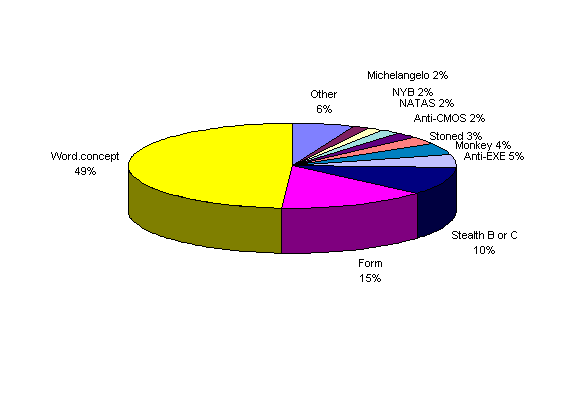 Michelangelo 2%
Other
6%
NYB 2%
NATAS 2%
Anti-CMOS 2%
Stoned 3%
Monkey 4%
Anti-EXE 5%
Word.concept
49%
Stealth B or C
10%
Form
15%